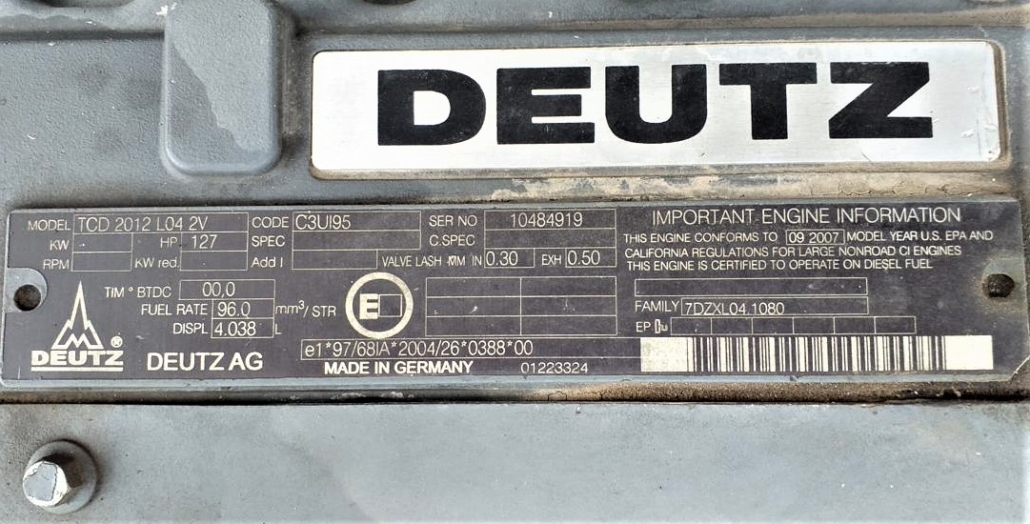 DEUTZ
MODEL TCD 2012 L04 2V CODE C3UI95 SER NO 10484919
KW - HP 127 SPEC C.SPEC
RPM KW red. Add I VALVE LASH MM IN 0.30 EXH 0.50
TIM ° BTDC 00,0
FUEL RATE 96.0 mm³/STR
DISPL 4.038 L
E
DEUTZ®
DEUTZ AG
e1*97/68IA*2004/26*0388*00
MADE IN GERMANY 01223324
IMPORTANT ENGINE INFORMATION
THIS ENGINE CONFORMS TO 09 2007 MODEL YEAR U.S. EPA AND
CALIFORNIA REGULATIONS FOR LARGE NONROAD CI ENGINES
THIS ENGINE IS CERTIFIED TO OPERATE ON DIESEL FUEL
FAMILY 7DZXL04.1080
EP